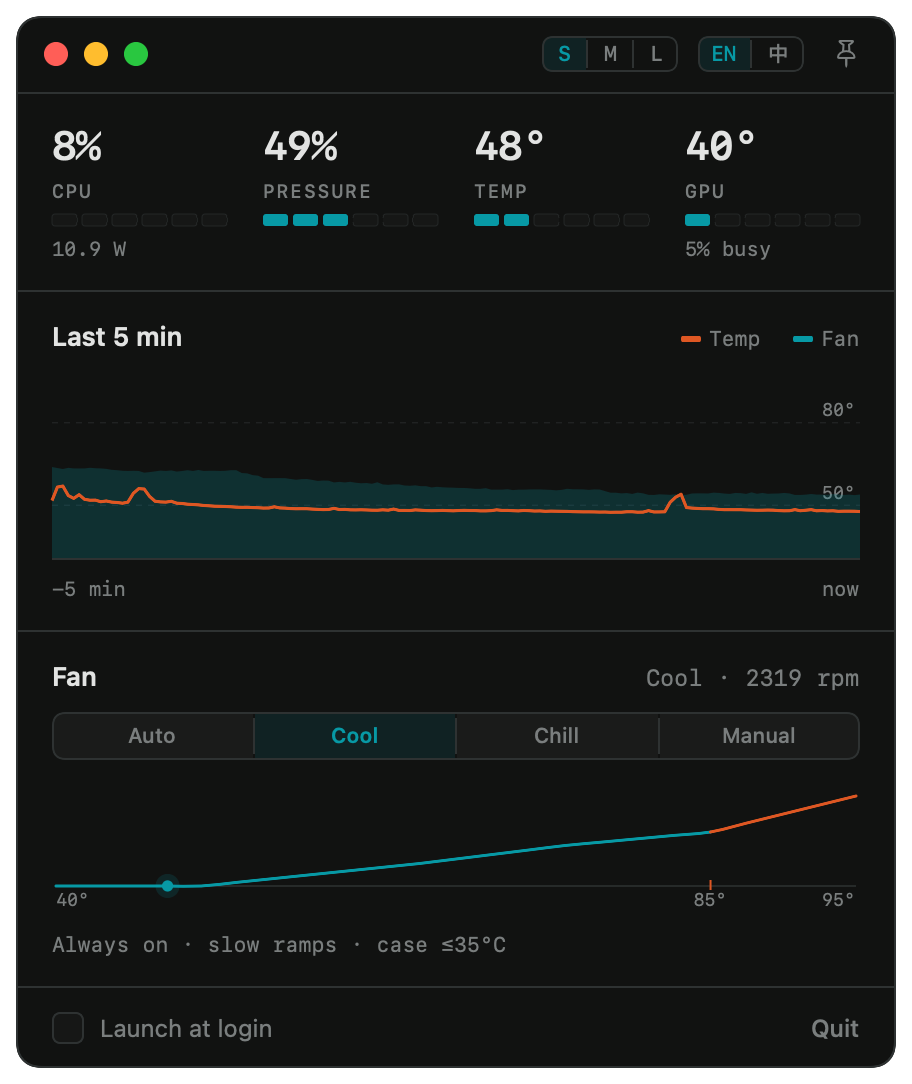 S M L EN 中
8% 49% 48° 40°
CPU PRESSURE TEMP GPU
10.9 W 5% busy
Last 5 min Temp Fan
80°
50°
−5 min now
Fan Cool · 2319 rpm
Auto Cool Chill Manual
40° 85° 95°
Always on · slow ramps · case ≤35°C
Launch at login Quit